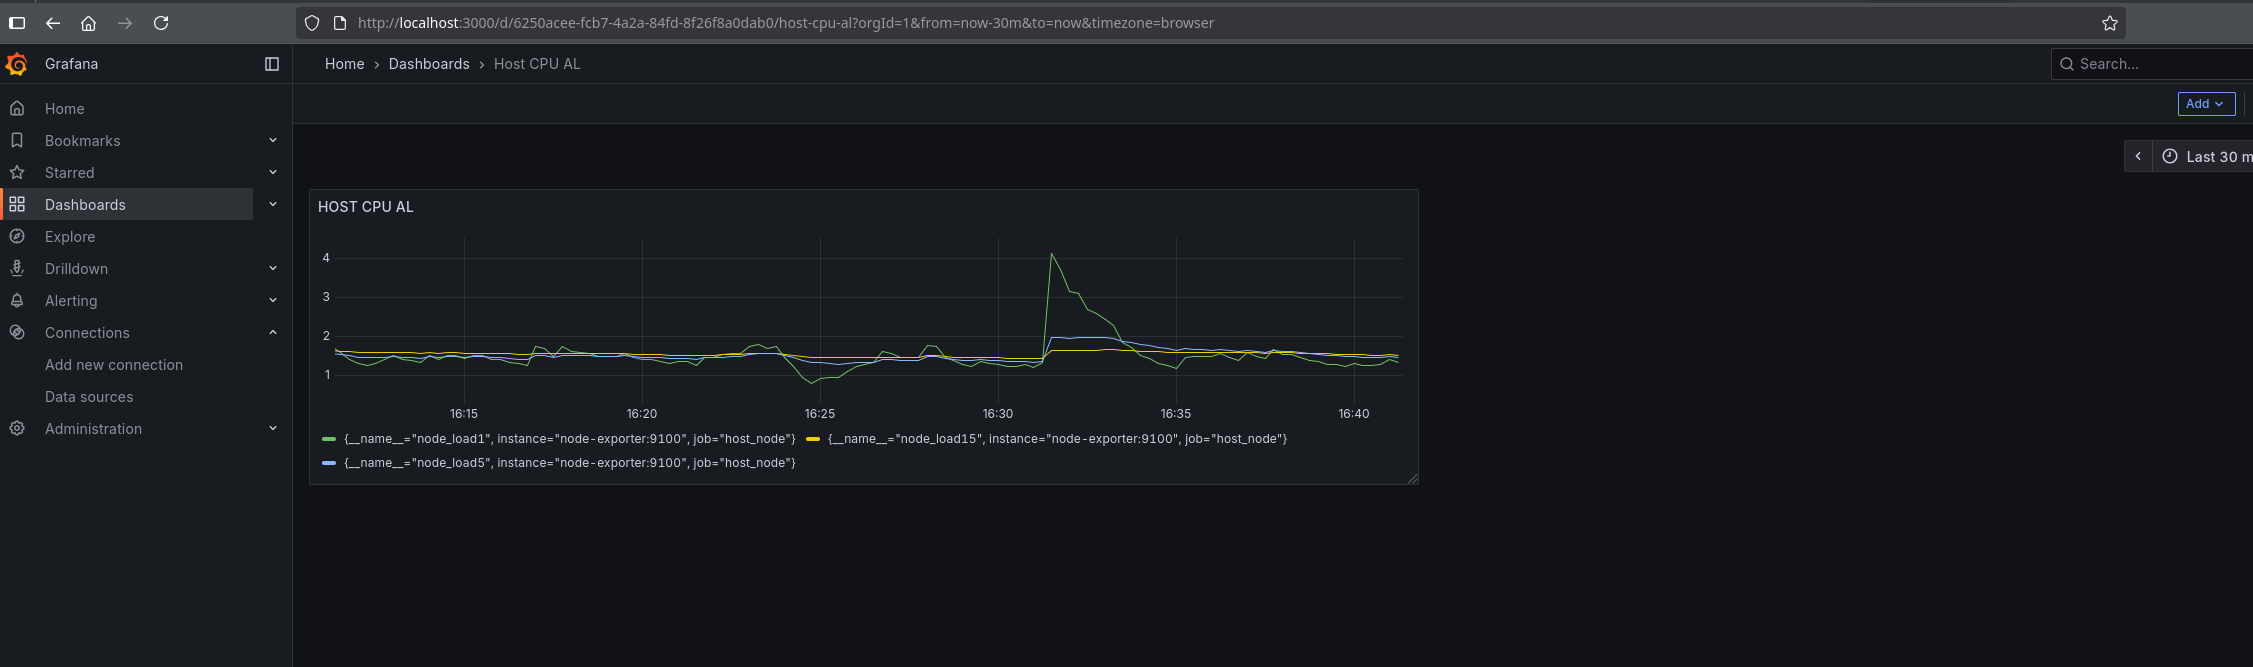 http://localhost:3000/d/6250acee-fcb7-4a2a-84fd-8f26f8a0dab0/host-cpu-al?orgId=1&from=now-30m&to=now&timezone=browser
Grafana
Home › Dashboards › Host CPU AL
Search...
Home
Add
Bookmarks
Last 30 m
Starred
Dashboards
Explore
Drilldown
Alerting
Connections
Add new connection
Data sources
Administration
HOST CPU AL
4
3
2
1
16:15 16:20 16:25 16:30 16:35 16:40
{__name__="node_load1", instance="node-exporter:9100", job="host_node"} {__name__="node_load15", instance="node-exporter:9100", job="host_node"}
{__name__="node_load5", instance="node-exporter:9100", job="host_node"}